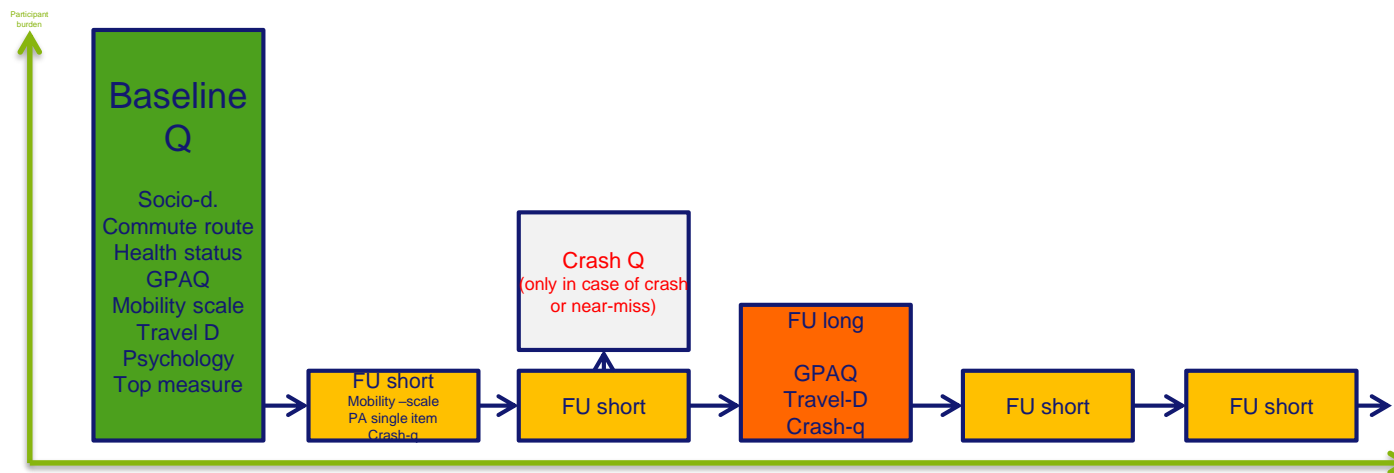 Participant
burden
Baseline
Q
Socio-d.
Commute route
Health status
GPAQ
Mobility scale
Travel D
Psychology
Top measure
FU short
Mobility –scale
PA single item
Crash-q
Crash Q
(only in case of crash
or near-miss)
FU short
FU long
GPAQ
Travel-D
Crash-q
FU short
FU short